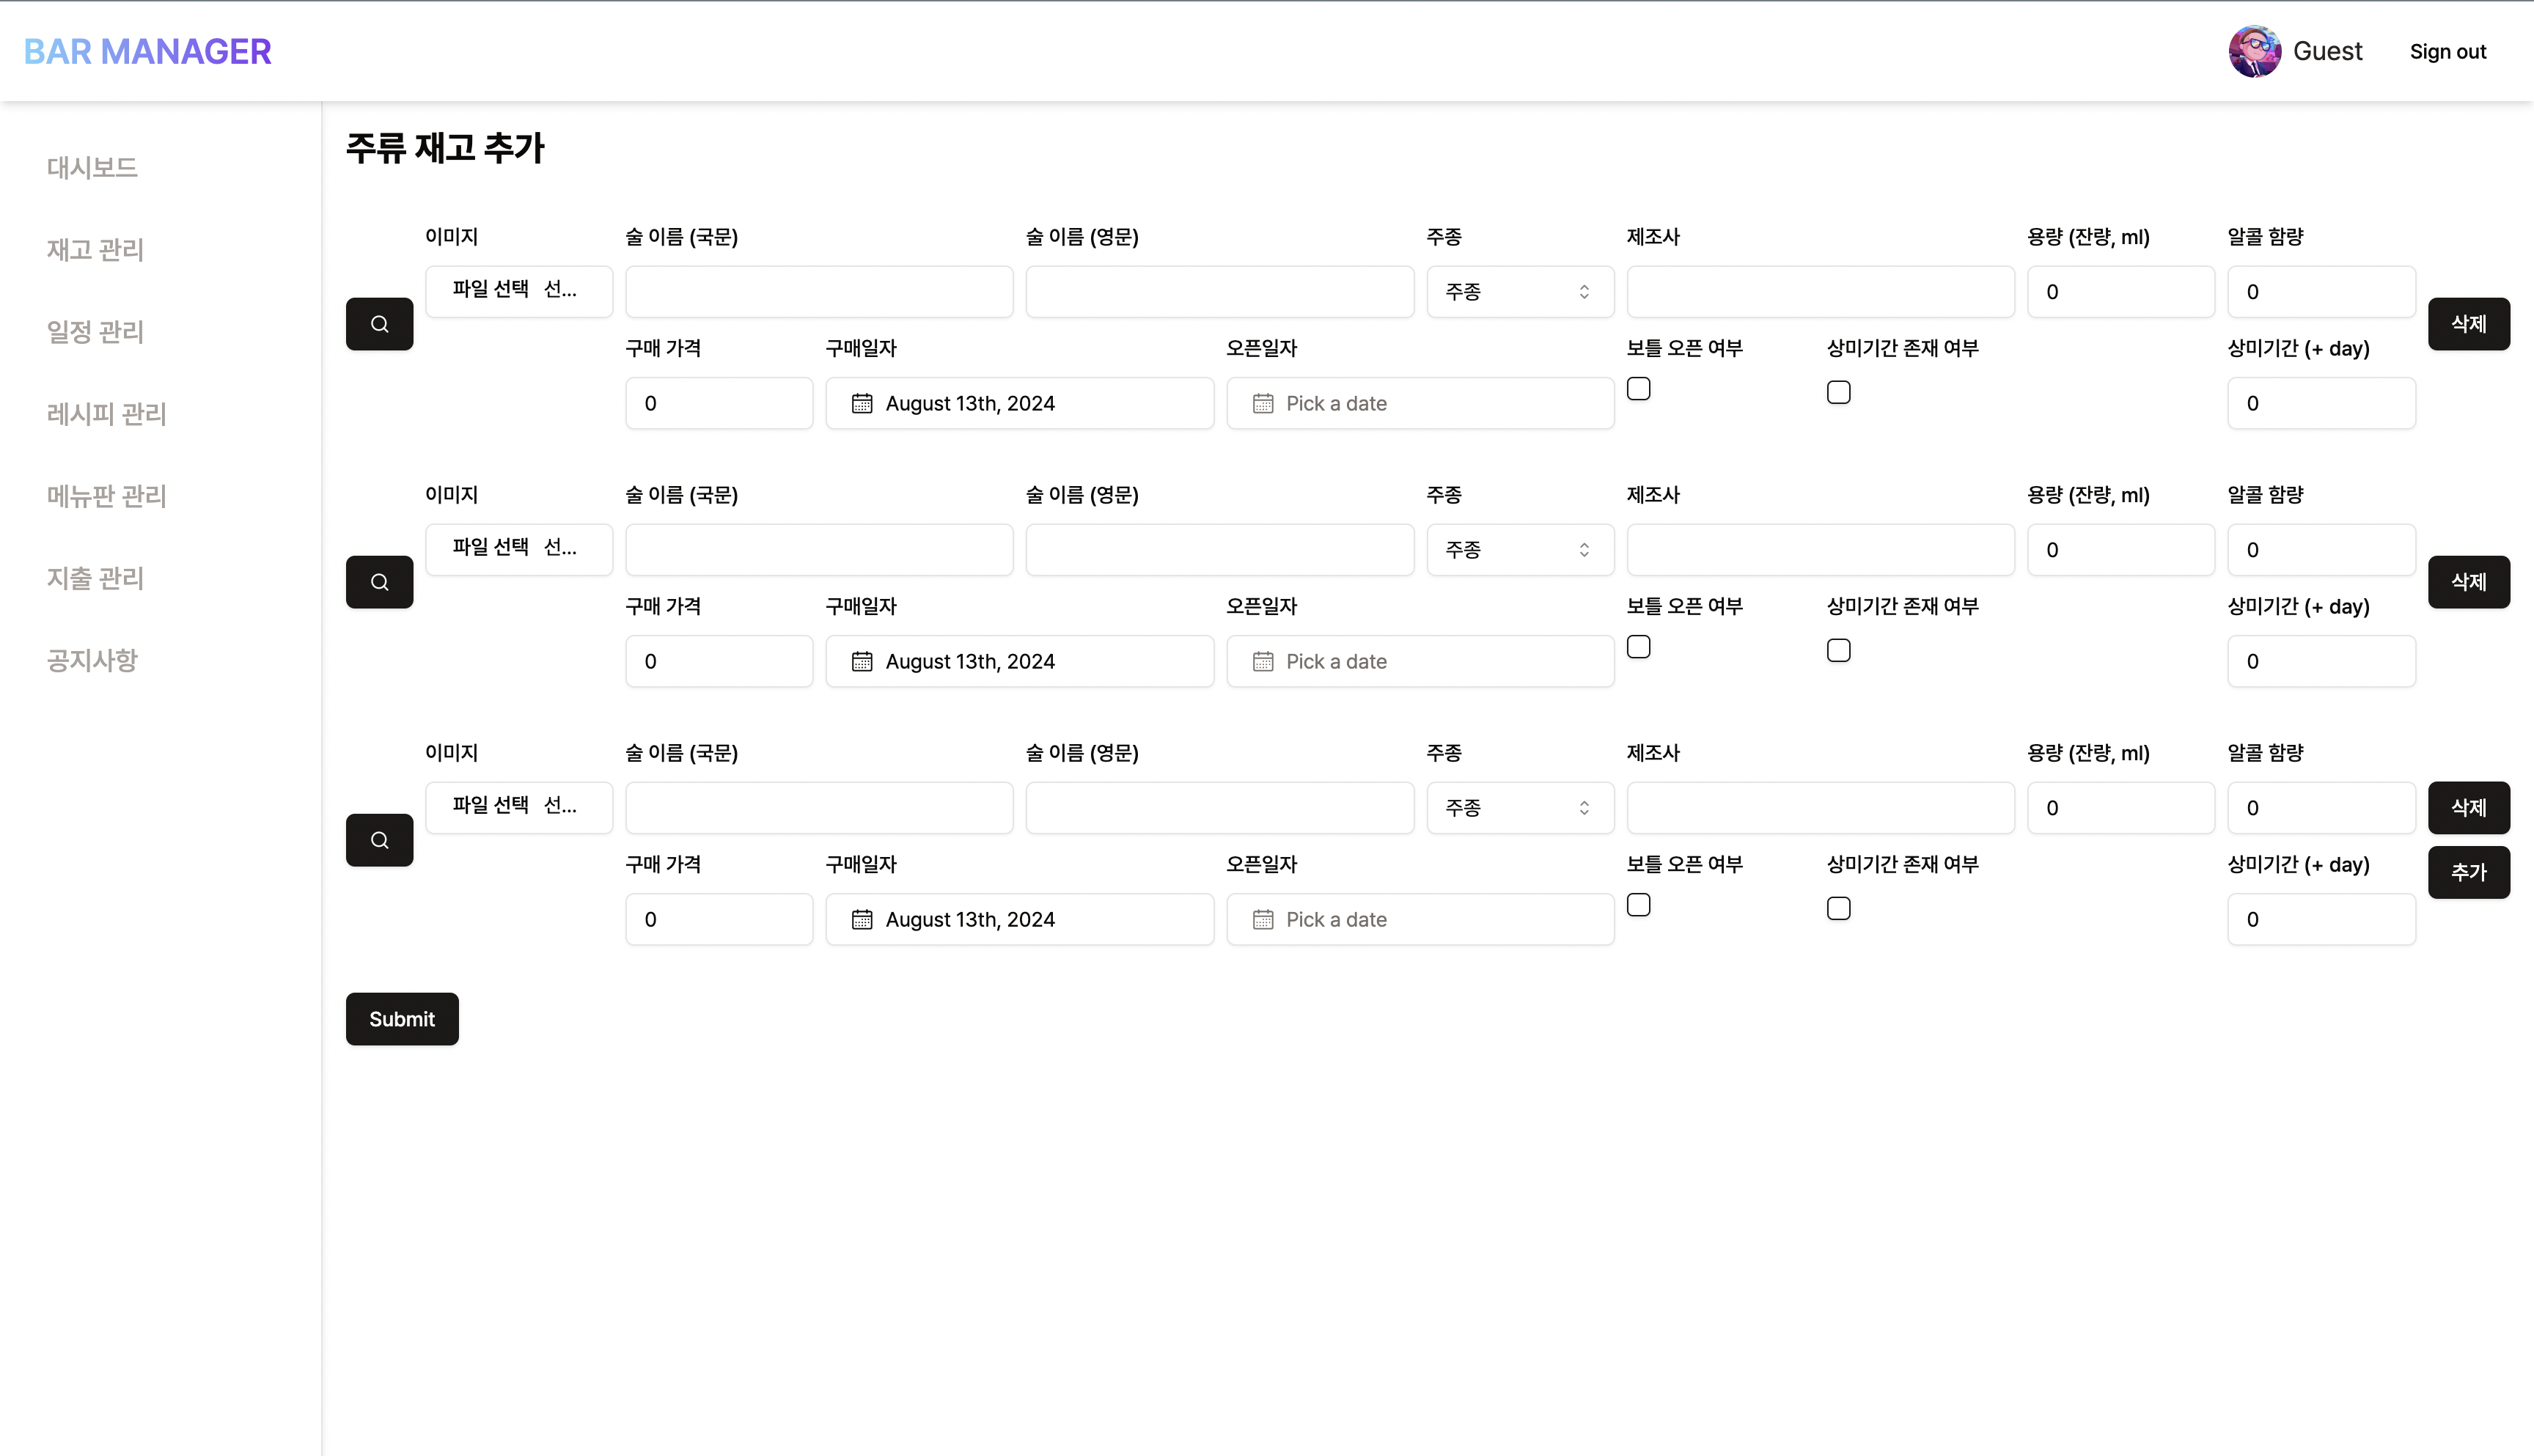 BAR MANAGER
Guest
Sign out
대시보드
재고 관리
일정 관리
레시피 관리
메뉴판 관리
지출 관리
공지사항
주류 재고 추가
이미지 술 이름 (국문) 술 이름 (영문) 주종 제조사 용량 (잔량, ml) 알콜 함량
파일 선택 선... 주종 0 0
삭제
구매 가격 구매일자 오픈일자 보틀 오픈 여부 상미기간 존재 여부 상미기간 (+ day)
0 August 13th, 2024 Pick a date 0
이미지 술 이름 (국문) 술 이름 (영문) 주종 제조사 용량 (잔량, ml) 알콜 함량
파일 선택 선... 주종 0 0
삭제
구매 가격 구매일자 오픈일자 보틀 오픈 여부 상미기간 존재 여부 상미기간 (+ day)
0 August 13th, 2024 Pick a date 0
이미지 술 이름 (국문) 술 이름 (영문) 주종 제조사 용량 (잔량, ml) 알콜 함량
파일 선택 선... 주종 0 0 삭제
구매 가격 구매일자 오픈일자 보틀 오픈 여부 상미기간 존재 여부 상미기간 (+ day) 추가
0 August 13th, 2024 Pick a date 0
Submit